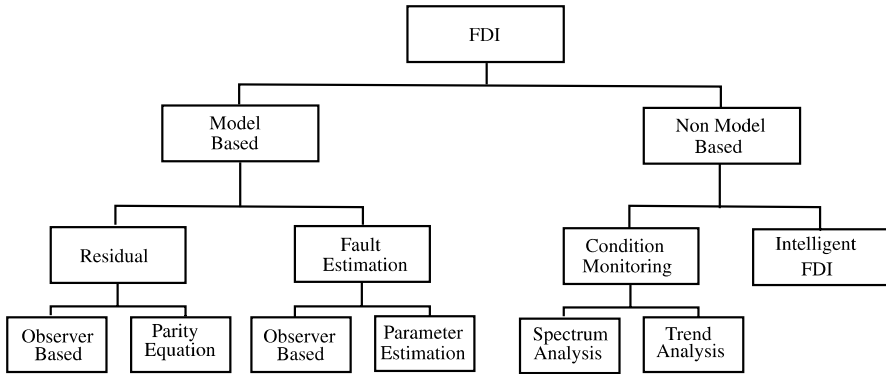 FDI
Model
Based
Non Model
Based
Residual
Fault
Estimation
Condition
Monitoring
Intelligent
FDI
Observer
Based
Parity
Equation
Observer
Based
Parameter
Estimation
Spectrum
Analysis
Trend
Analysis